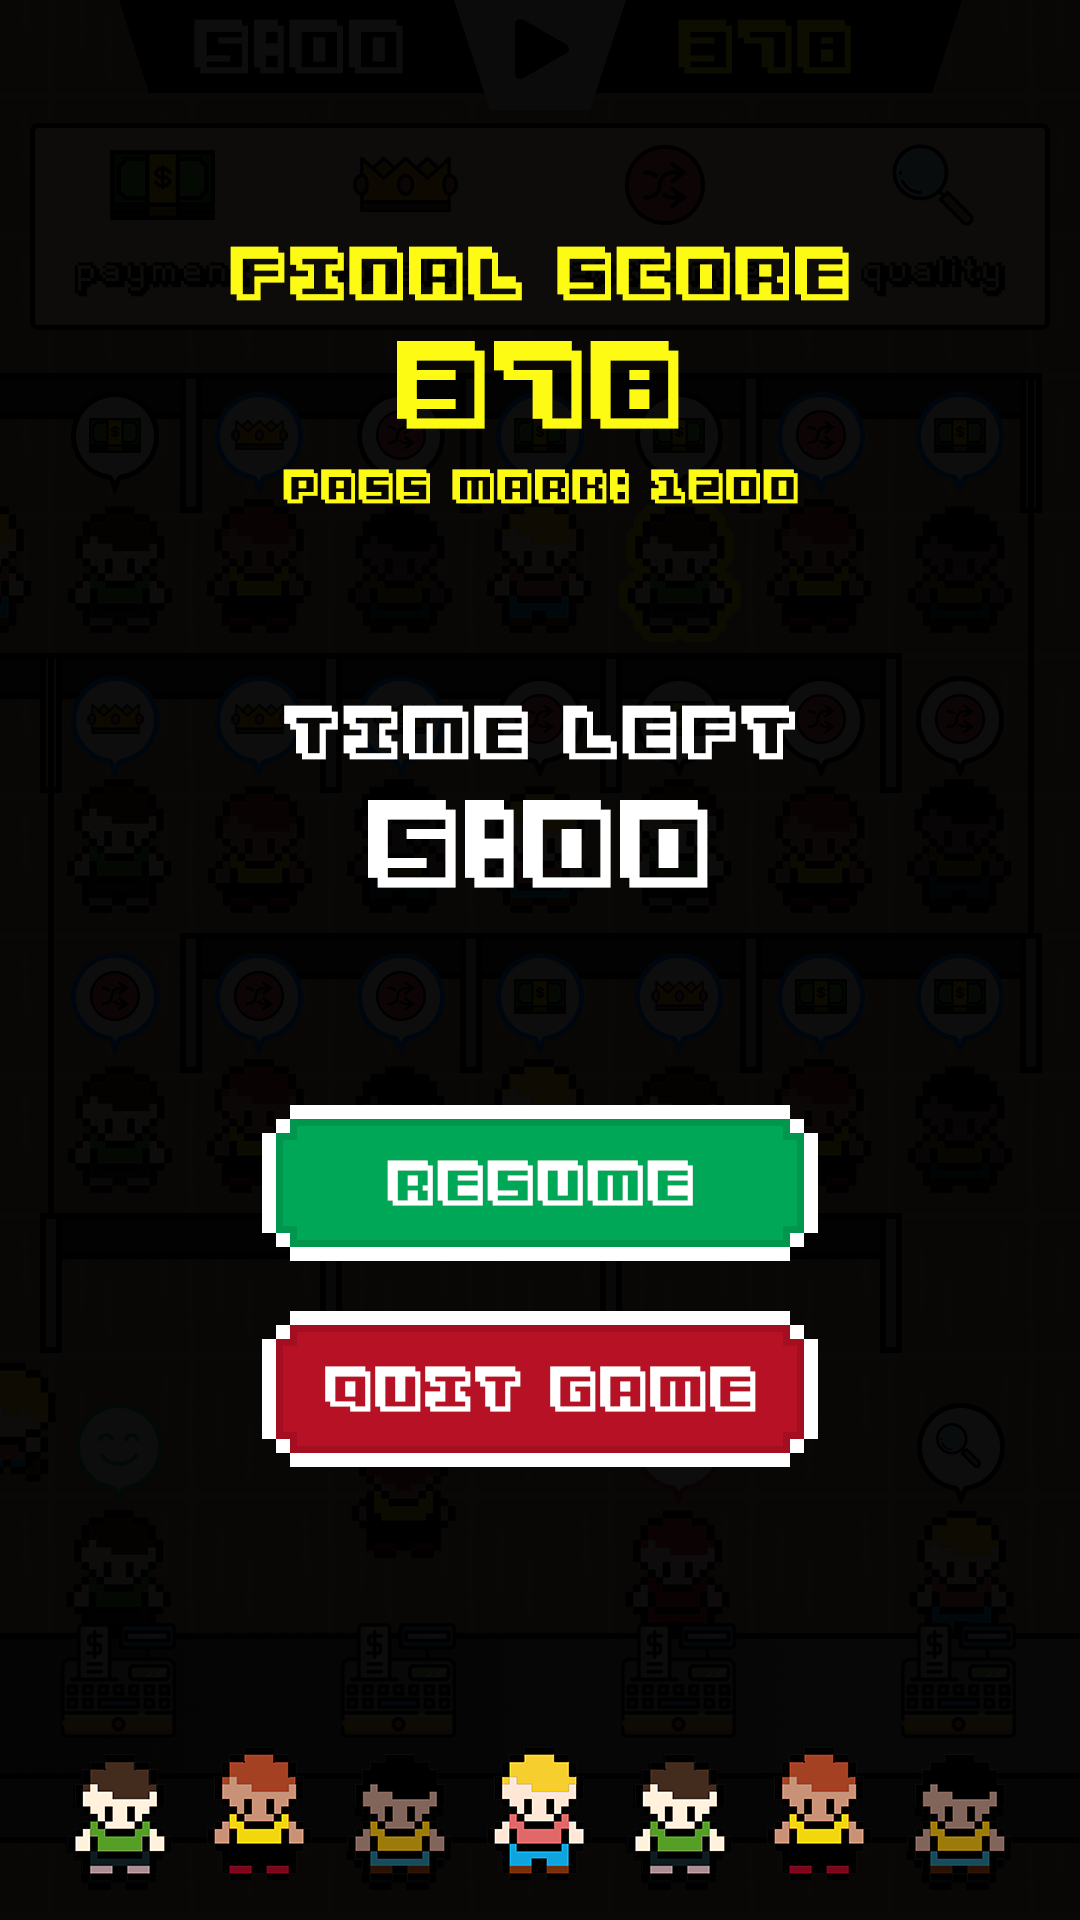 5:00
378
payment
quality
FINAL SCORE
378
PASS MARK: 1200
TIME LEFT
5:00
RESUME
QUIT GAME